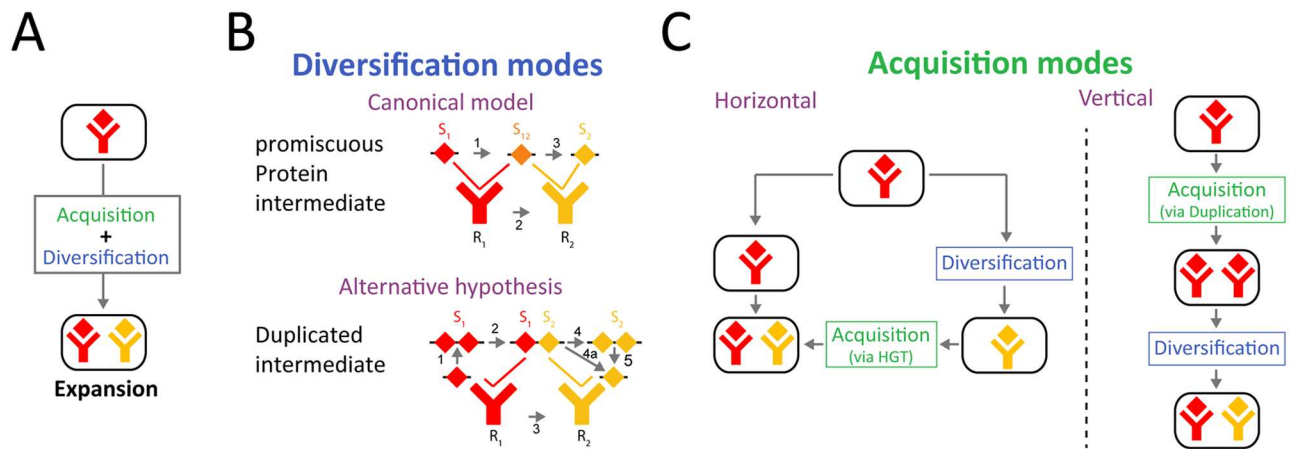 A
Acquisition
+
Diversification
Expansion
B
Diversification modes
Canonical model
promiscuous
Protein
intermediate
S1 1 S12 3 S2
2
R1 R2
Alternative hypothesis
Duplicated
intermediate
S1 2 S1 S2 4 S2
1 4a 5
3
R1 R2
C
Acquisition modes
Horizontal
Diversification
Acquisition
(via HGT)
Vertical
Acquisition
(via Duplication)
Diversification